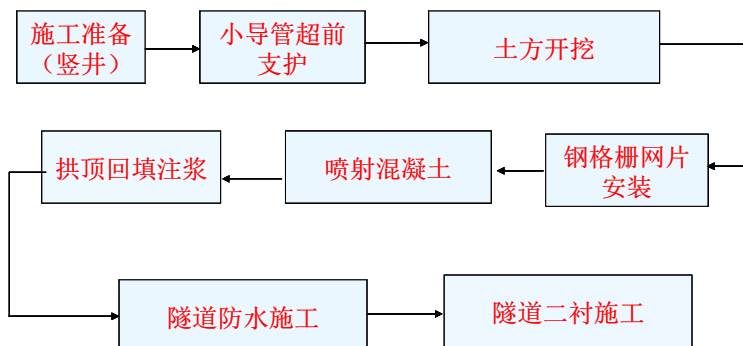 施工准备
（竖井）
小导管超前
支护
土方开挖
钢格栅网片
安装
喷射混凝土
拱顶回填注浆
隧道防水施工
隧道二衬施工